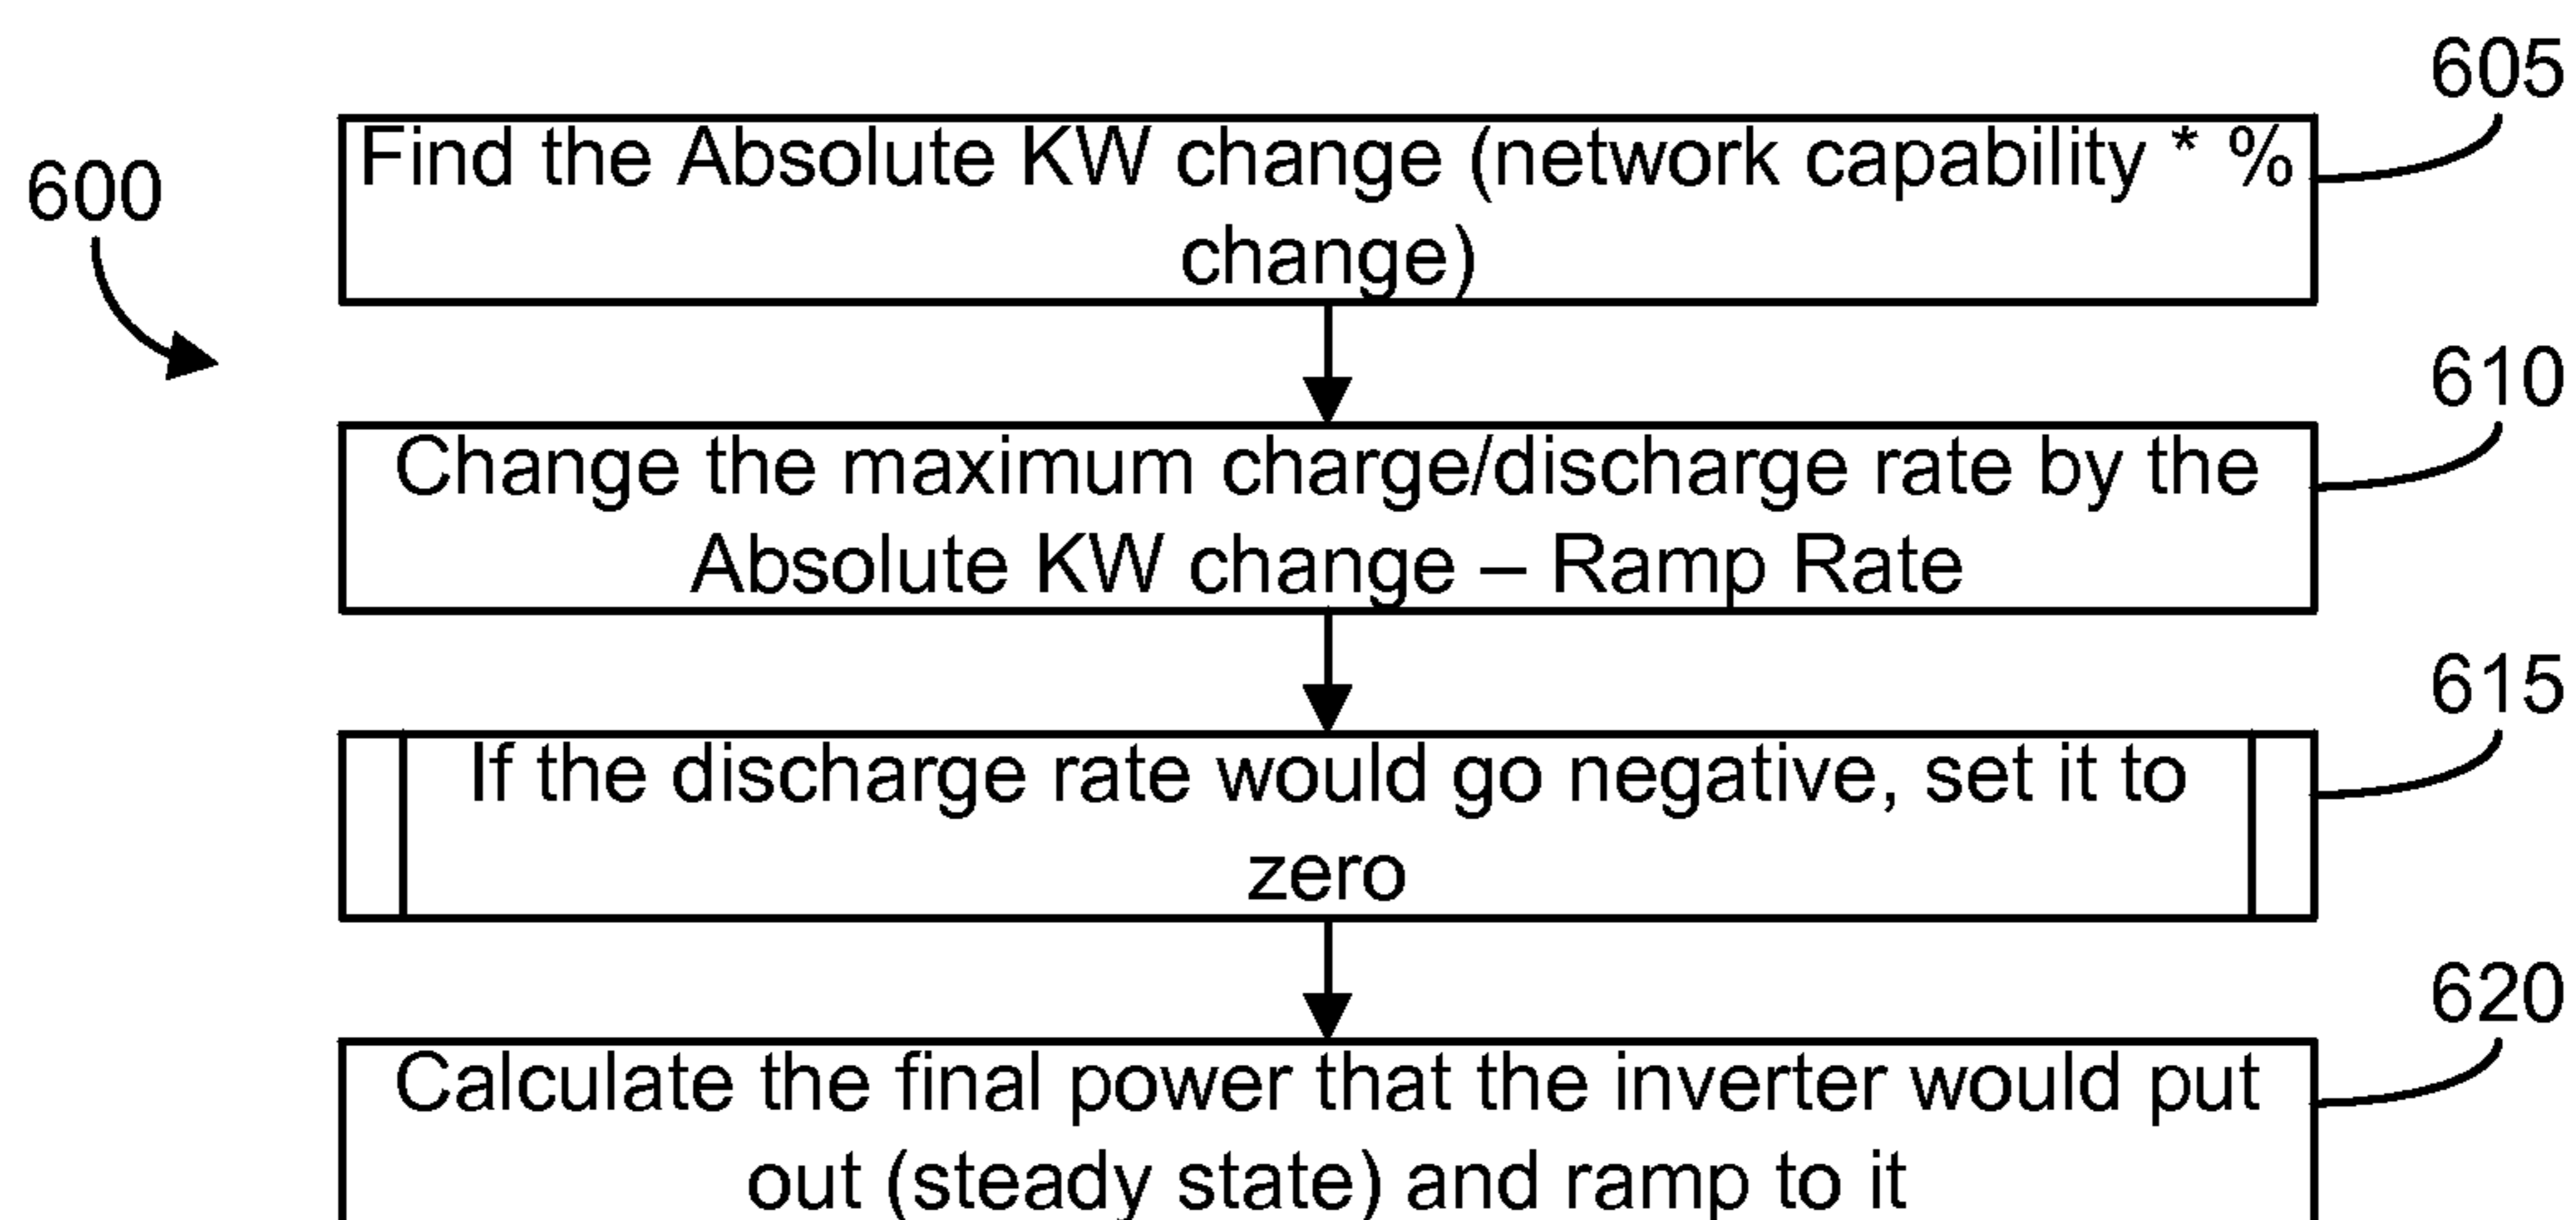 605
600
Find the Absolute KW change (network capability * %
change)
610
Change the maximum charge/discharge rate by the
Absolute KW change – Ramp Rate
615
If the discharge rate would go negative, set it to
zero
620
Calculate the final power that the inverter would put
out (steady state) and ramp to it